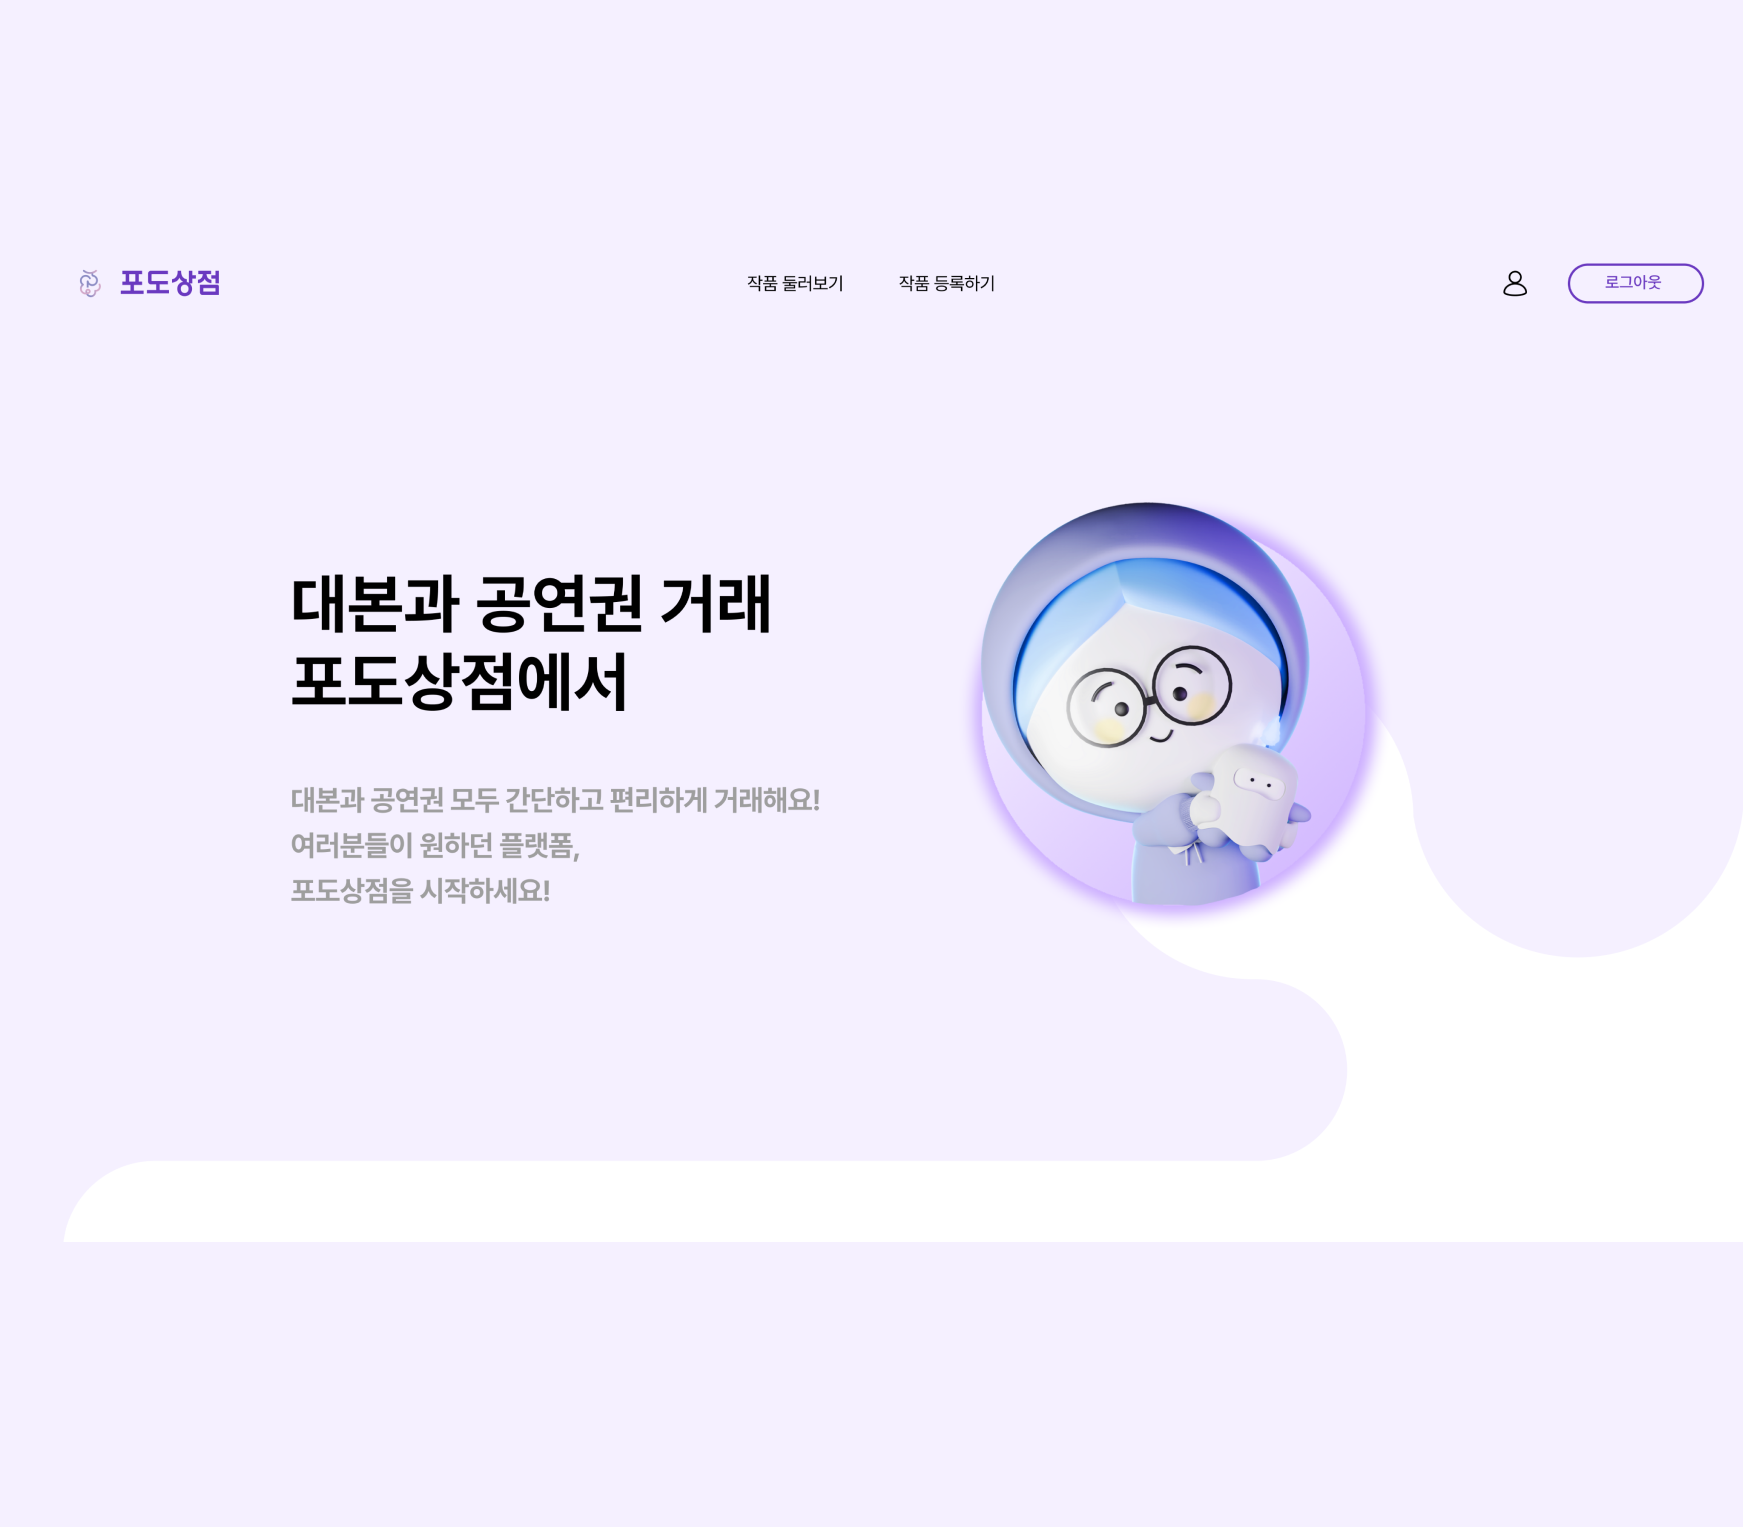 포도상점
작품 둘러보기
작품 등록하기
로그아웃
대본과 공연권 거래
포도상점에서
대본과 공연권 모두 간단하고 편리하게 거래해요!
여러분들이 원하던 플랫폼,
포도상점을 시작하세요!